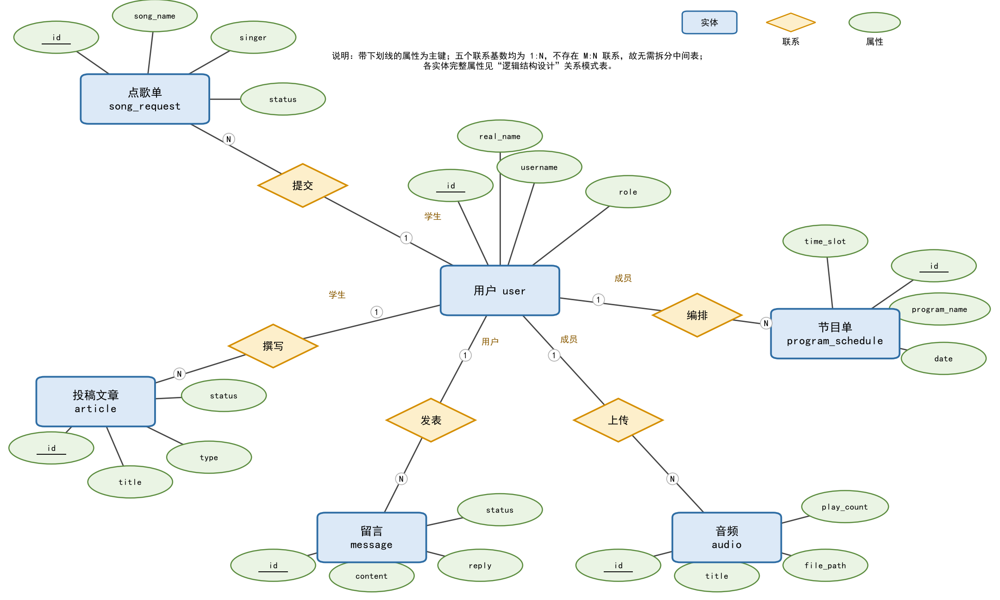 song_name
id
singer
实体
联系
属性
说明: 带下划线的属性为主键；五个联系基数均为 1:N，不存在 M:N 联系，故无需拆分中间表；
各实体完整属性见“逻辑结构设计”关系模式表。
点歌单
song_request
status
N
提交
real_name
username
id
role
学生
1
time_slot
id
用户 user
成员
1
编排
N
program_name
节目单
program_schedule
date
学生
1
撰写
N
用户
1
成员
1
投稿文章
article
status
id
type
title
发表
上传
N
N
留言
message
status
id
content
reply
音频
audio
play_count
id
title
file_path